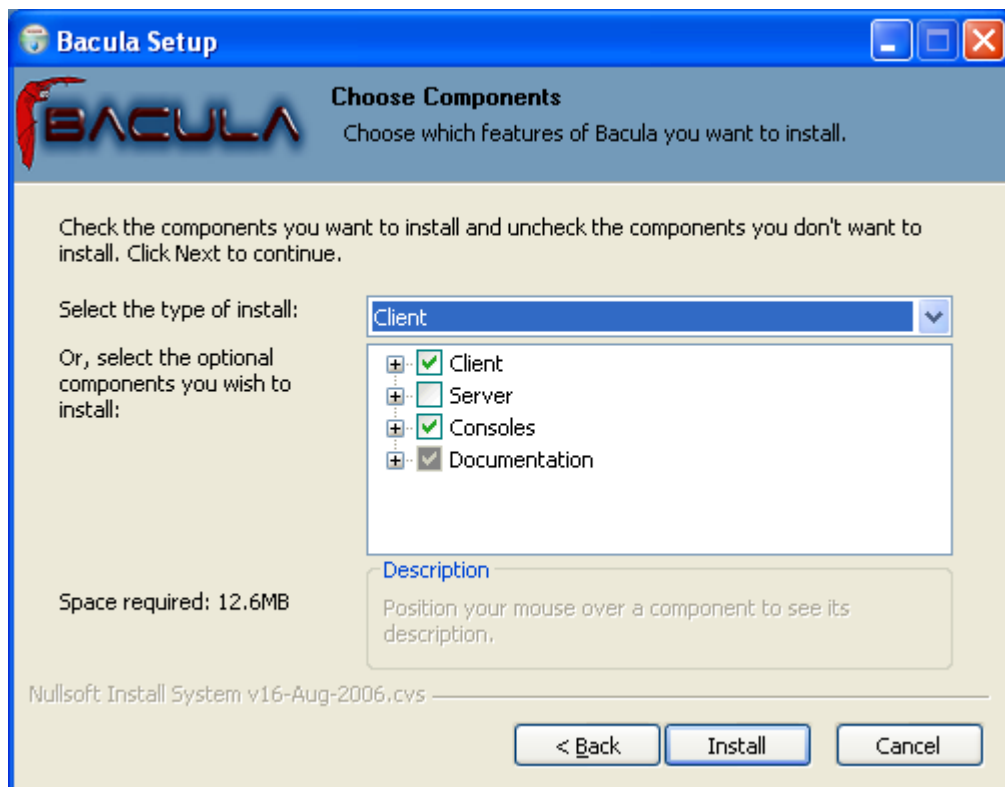 Bacula Setup
BACULA
Choose Components
Choose which features of Bacula you want to install.
Check the components you want to install and uncheck the components you don't want to
install. Click Next to continue.
Select the type of install:
Client
Or, select the optional
components you wish to
install:
Client
Server
Consoles
Documentation
Space required: 12.6MB
Description
Position your mouse over a component to see its
description.
Nullsoft Install System v16-Aug-2006.cvs
< Back
Install
Cancel